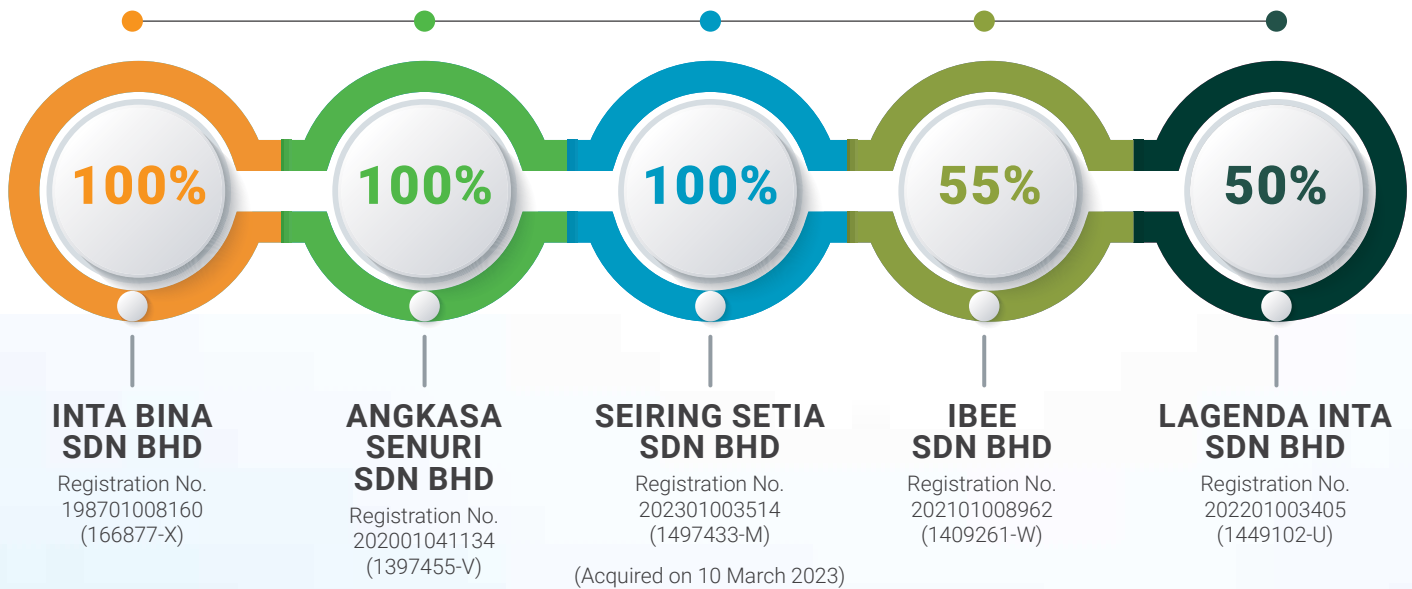 100%
100%
100%
55%
50%
INTA BINA
SDN BHD
Registration No.
198701008160
(166877-X)
ANGKASA
SENURI
SDN BHD
Registration No.
202001041134
(1397455-V)
SEIRING SETIA
SDN BHD
Registration No.
202301003514
(1497433-M)
(Acquired on 10 March 2023)
IBEE
SDN BHD
Registration No.
202101008962
(1409261-W)
LAGENDA INTA
SDN BHD
Registration No.
202201003405
(1449102-U)